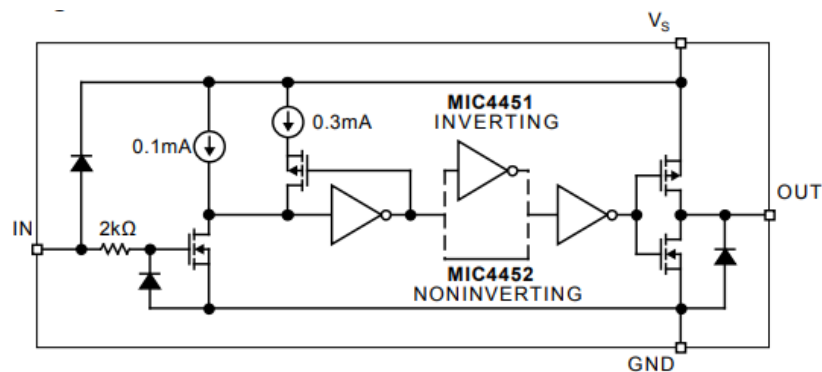 VS
MIC4451
INVERTING
0.3mA
0.1mA
OUT
IN
2kΩ
MIC4452
NONINVERTING
GND